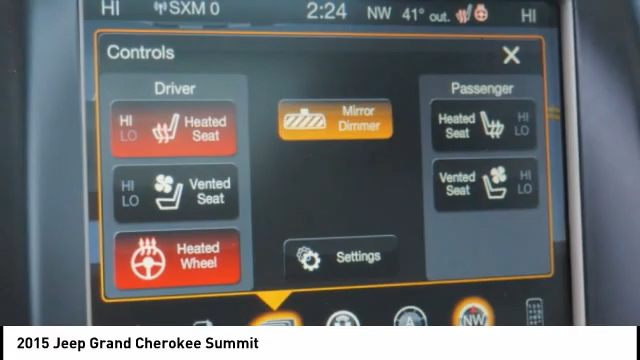 HI SXM 0 2:24 NW 41° out. HI
Controls X
Driver
HI
LO
Heated
Seat
HI
LO
Vented
Seat
Heated
Wheel
Mirror
Dimmer
Settings
Passenger
Heated
Seat
HI
LO
Vented
Seat
HI
LO
A
NW
2015 Jeep Grand Cherokee Summit